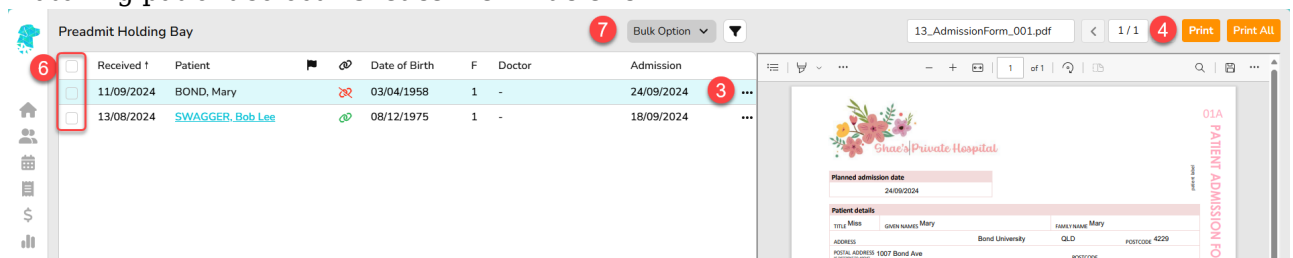 Preadmit Holding Bay
7
Bulk Option
13_AdmissionForm_001.pdf
1 / 1
4
Print
Print All
6
Received ↑ Patient Date of Birth F Doctor Admission
11/09/2024 BOND, Mary 03/04/1958 1 - 24/09/2024 3 •••
13/08/2024 SWAGGER, Bob Lee 08/12/1975 1 - 18/09/2024 •••
1 of 1
Shae's Private Hospital
Planned admission date
24/09/2024
Patient details
TITLE Miss GIVEN NAMES Mary FAMILY NAME Mary
ADDRESS Bond University QLD POSTCODE 4229
POSTAL ADDRESS 1007 Bond Ave
POSTCODE
01A
PATIENT ADMISSION FO